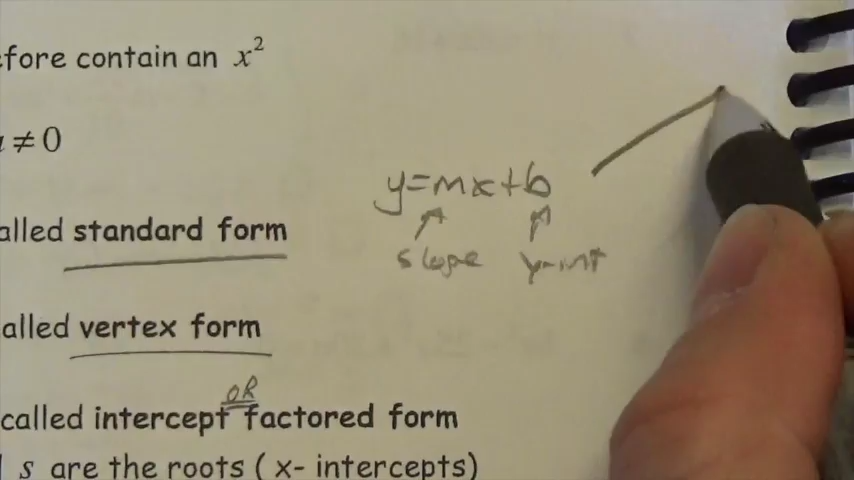 efore contain an x²
≠ 0
y=mx+b
slope y-int
alled standard form
alled vertex form
OR
called intercept factored form
s are the roots ( x- intercepts)